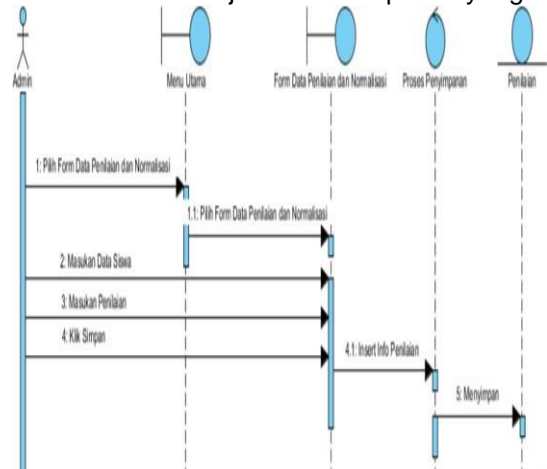 Admin
Menu Utama
Form Data Penilaian dan Normalisasi
Proses Penyimpanan
Penilaian
1: Pilih Form Data Penilaian dan Normalisasi
1.1: Pilih Form Data Penilaian dan Normalisasi
2: Masukan Data Siswa
3: Masukan Penilaian
4: Klik Simpan
4.1: Insert Info Penilaian
5: Menyimpan